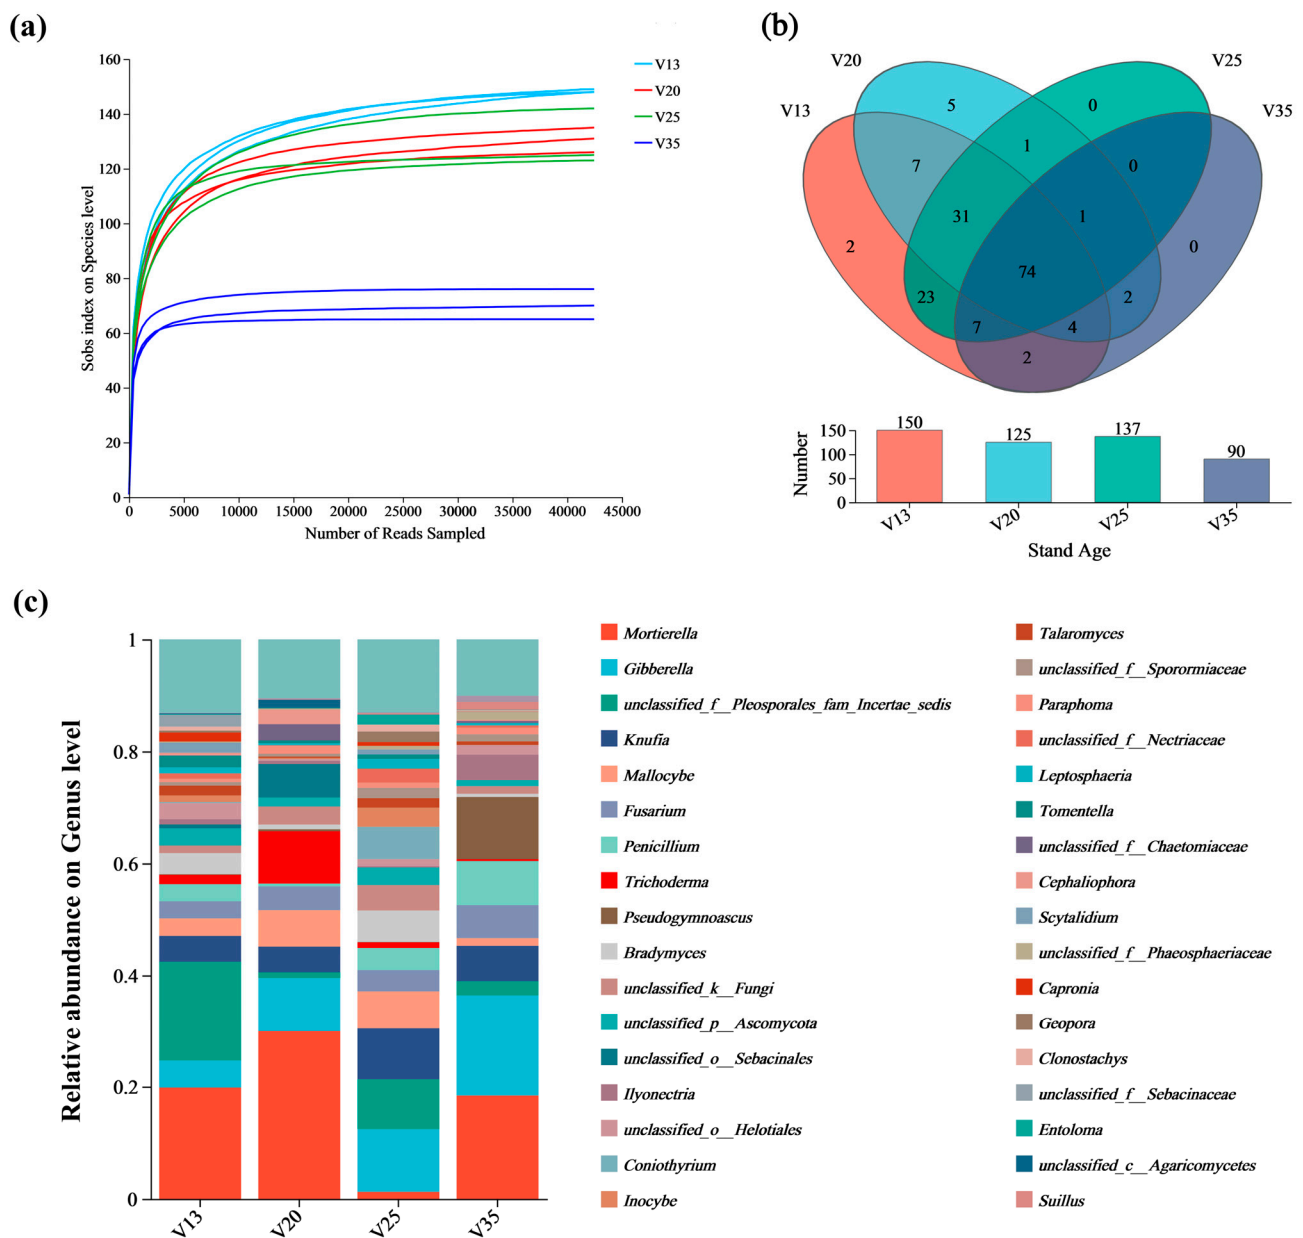 (a)
160
140
120
100
80
60
40
20
0
Sobs index on Species level
0 5000 10000 15000 20000 25000 30000 35000 40000 45000
Number of Reads Sampled
V13
V20
V25
V35
(b)
V20 V25
V13 V35
5 0
1
7 0
31 1
2 0
74
23 2
7 4
2
Number
150
100
50
0
150 125 137 90
V13 V20 V25 V35
Stand Age
(c)
Relative abundance on Genus level
1
0.8
0.6
0.4
0.2
0
V13 V20 V25 V35
Mortierella
Gibberella
unclassified_f__Pleosporales_fam_Incertae_sedis
Knufia
Mallocybe
Fusarium
Penicillium
Trichoderma
Pseudogymnoascus
Bradymyces
unclassified_k__Fungi
unclassified_p__Ascomycota
unclassified_o__Sebacinales
Ilyonectria
unclassified_o__Helotiales
Coniothyrium
Inocybe
Talaromyces
unclassified_f__Sporormiaceae
Paraphoma
unclassified_f__Nectriaceae
Leptosphaeria
Tomentella
unclassified_f__Chaetomiaceae
Cephaliophora
Scytalidium
unclassified_f__Phaeosphaeriaceae
Capronia
Geopora
Clonostachys
unclassified_f__Sebacinaceae
Entoloma
unclassified_c__Agaricomycetes
Suillus